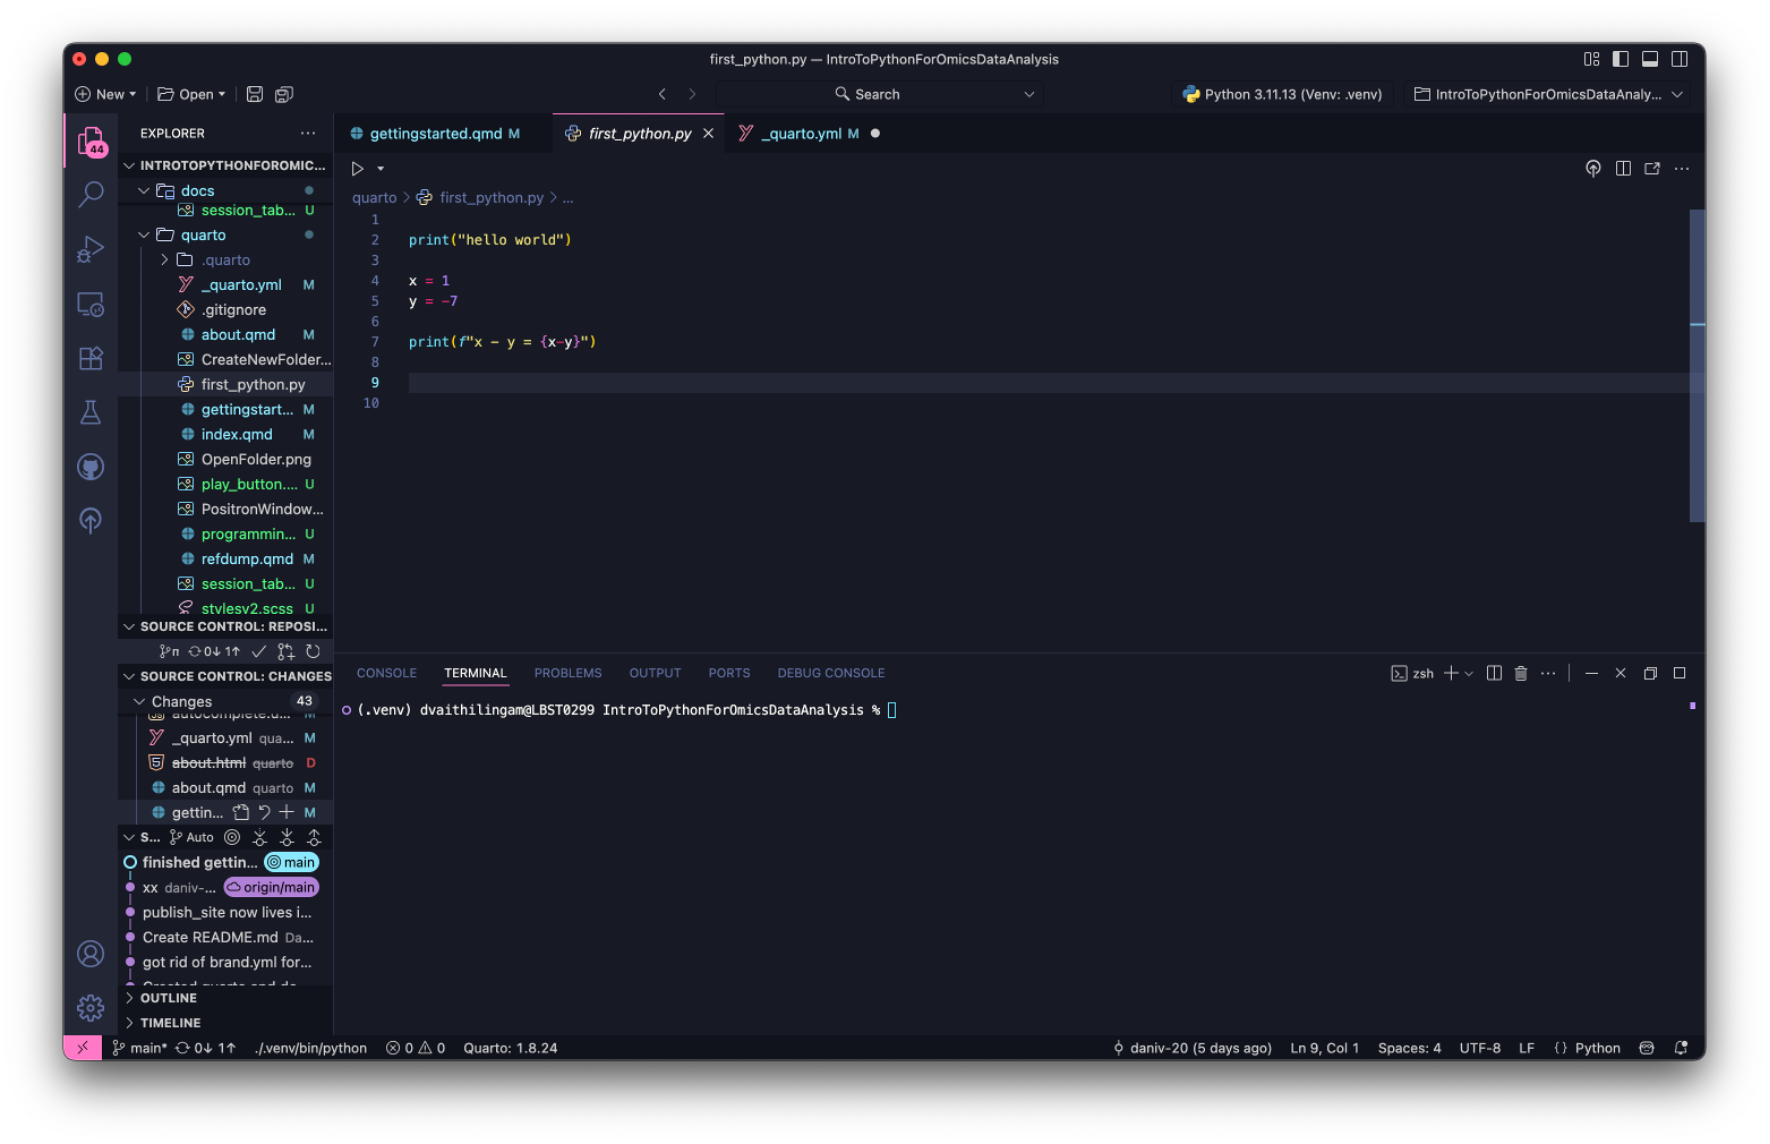 first_python.py — IntroToPythonForOmicsDataAnalysis
New
Open
Search
Python 3.11.13 (Venv: .venv)
IntroToPythonForOmicsDataAnaly...
44
EXPLORER
INTROTOPYTHONFOROMIC...
docs
session_tab... U
quarto
.quarto
_quarto.yml M
.gitignore
about.qmd M
CreateNewFolder...
first_python.py
gettingstart... M
index.qmd M
OpenFolder.png
play_button.... U
PositronWindow...
programmin... U
refdump.qmd M
session_tab... U
stylesv2.scss U
SOURCE CONTROL: REPOSI...
0↓ 1↑
SOURCE CONTROL: CHANGES
Changes 43
autocomplete.d... M
_quarto.yml qua... M
about.html quarto D
about.qmd quarto M
gettin... M
S... Auto
finished gettin... main
xx daniv-... origin/main
publish_site now lives i...
Create README.md Da...
got rid of brand.yml for...
OUTLINE
TIMELINE
gettingstarted.qmd M
first_python.py
_quarto.yml M
quarto > first_python.py > ...
1
2 print("hello world")
3
4 x = 1
5 y = -7
6
7 print(f"x - y = {x-y}")
8
9
10
CONSOLE TERMINAL PROBLEMS OUTPUT PORTS DEBUG CONSOLE
zsh
(.venv) dvaithilingam@LBST0299 IntroToPythonForOmicsDataAnalysis %
main* 0↓ 1↑ ./.venv/bin/python 0 0 Quarto: 1.8.24
daniv-20 (5 days ago) Ln 9, Col 1 Spaces: 4 UTF-8 LF {} Python